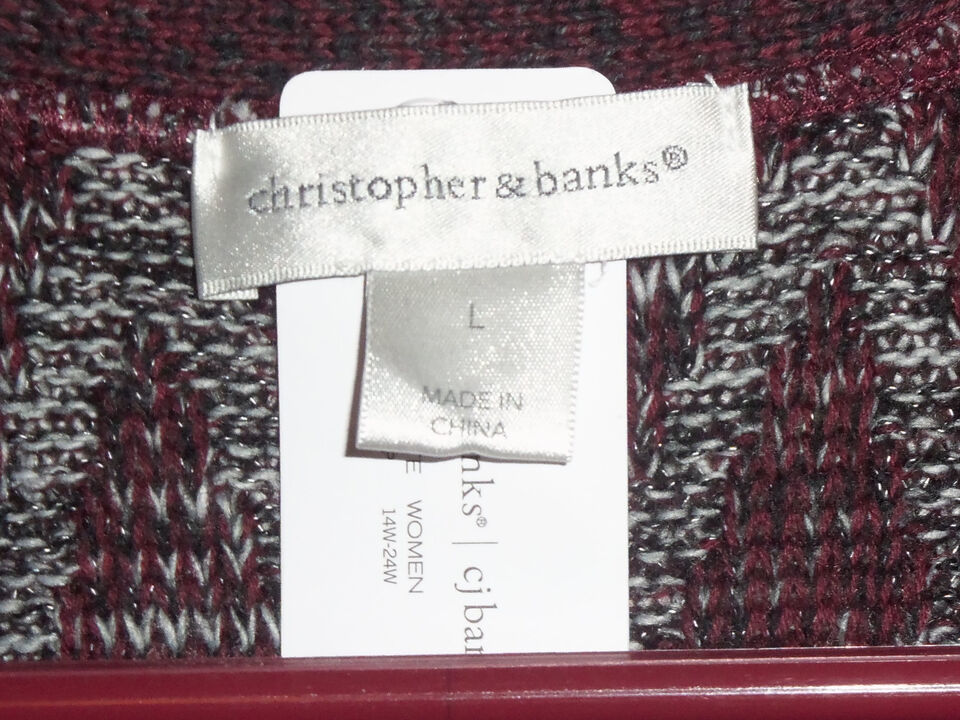 christopher & banks®
L
MADE IN
CHINA
nks® | cj ban
WOMEN
14W-24W